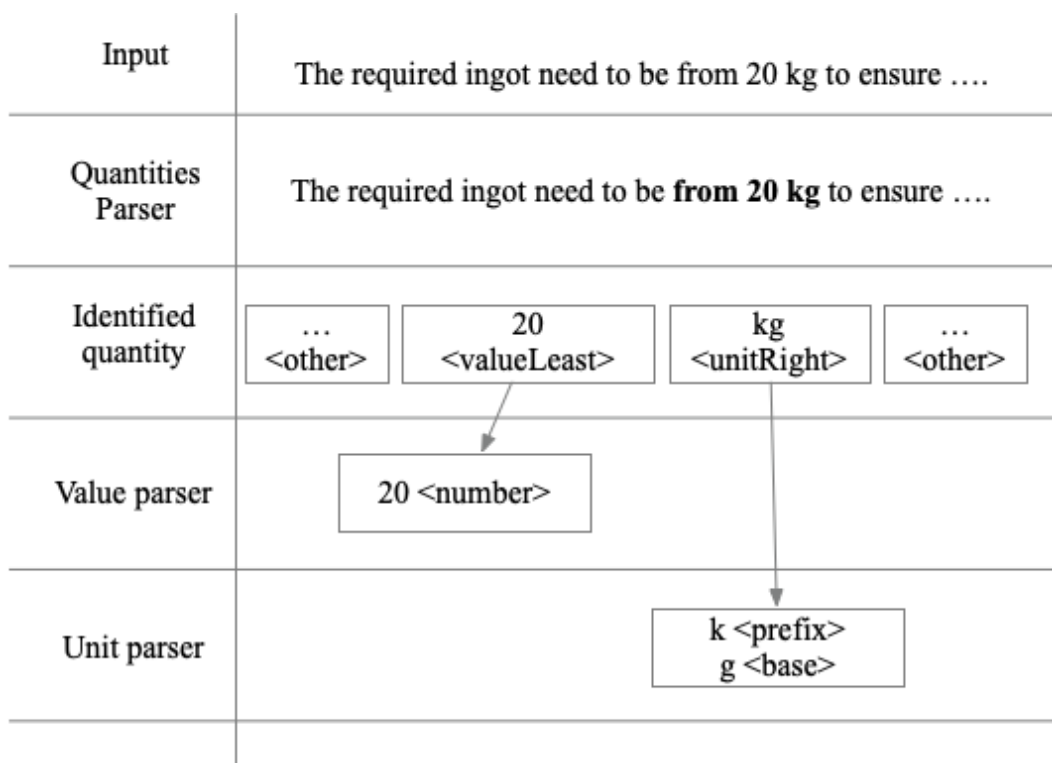 Input
The required ingot need to be from 20 kg to ensure ….
Quantities
Parser
The required ingot need to be from 20 kg to ensure ….
Identified
quantity
…
<other>
20
<valueLeast>
kg
<unitRight>
…
<other>
Value parser
20 <number>
Unit parser
k <prefix>
g <base>